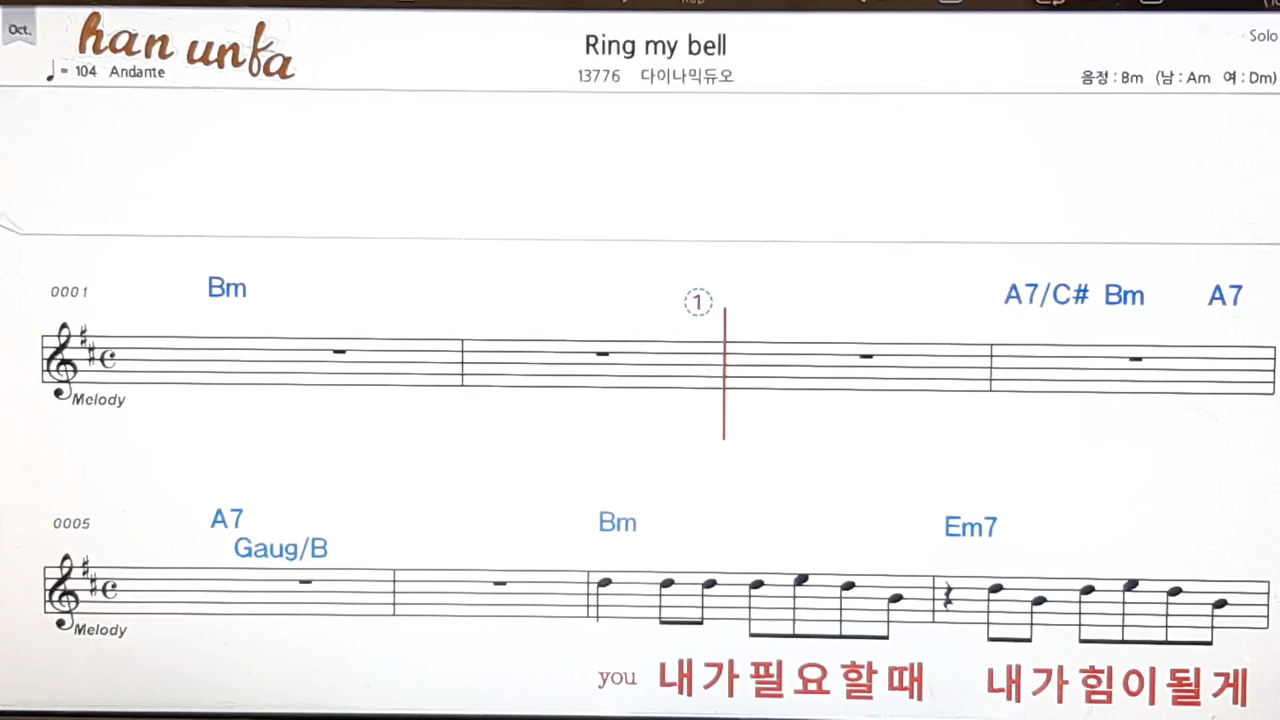 Oct.
han unfa
♩= 104 Andante
Ring my bell
13776 다이나믹듀오
Solo
음정 : Bm (남 : Am 여 : Dm)
0001
Bm
1
A7/C# Bm A7
Melody
0005
A7
Gaug/B
Bm
Em7
Melody
you 내가필요할때 내가힘이될게